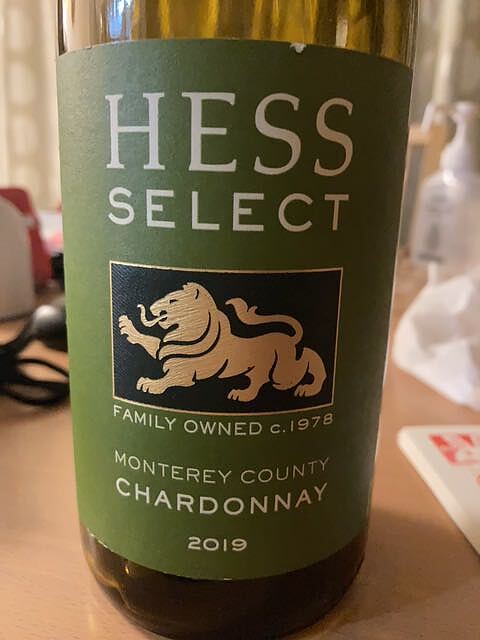 HESS
SELECT
FAMILY OWNED c.1978
MONTEREY COUNTY
CHARDONNAY
2019